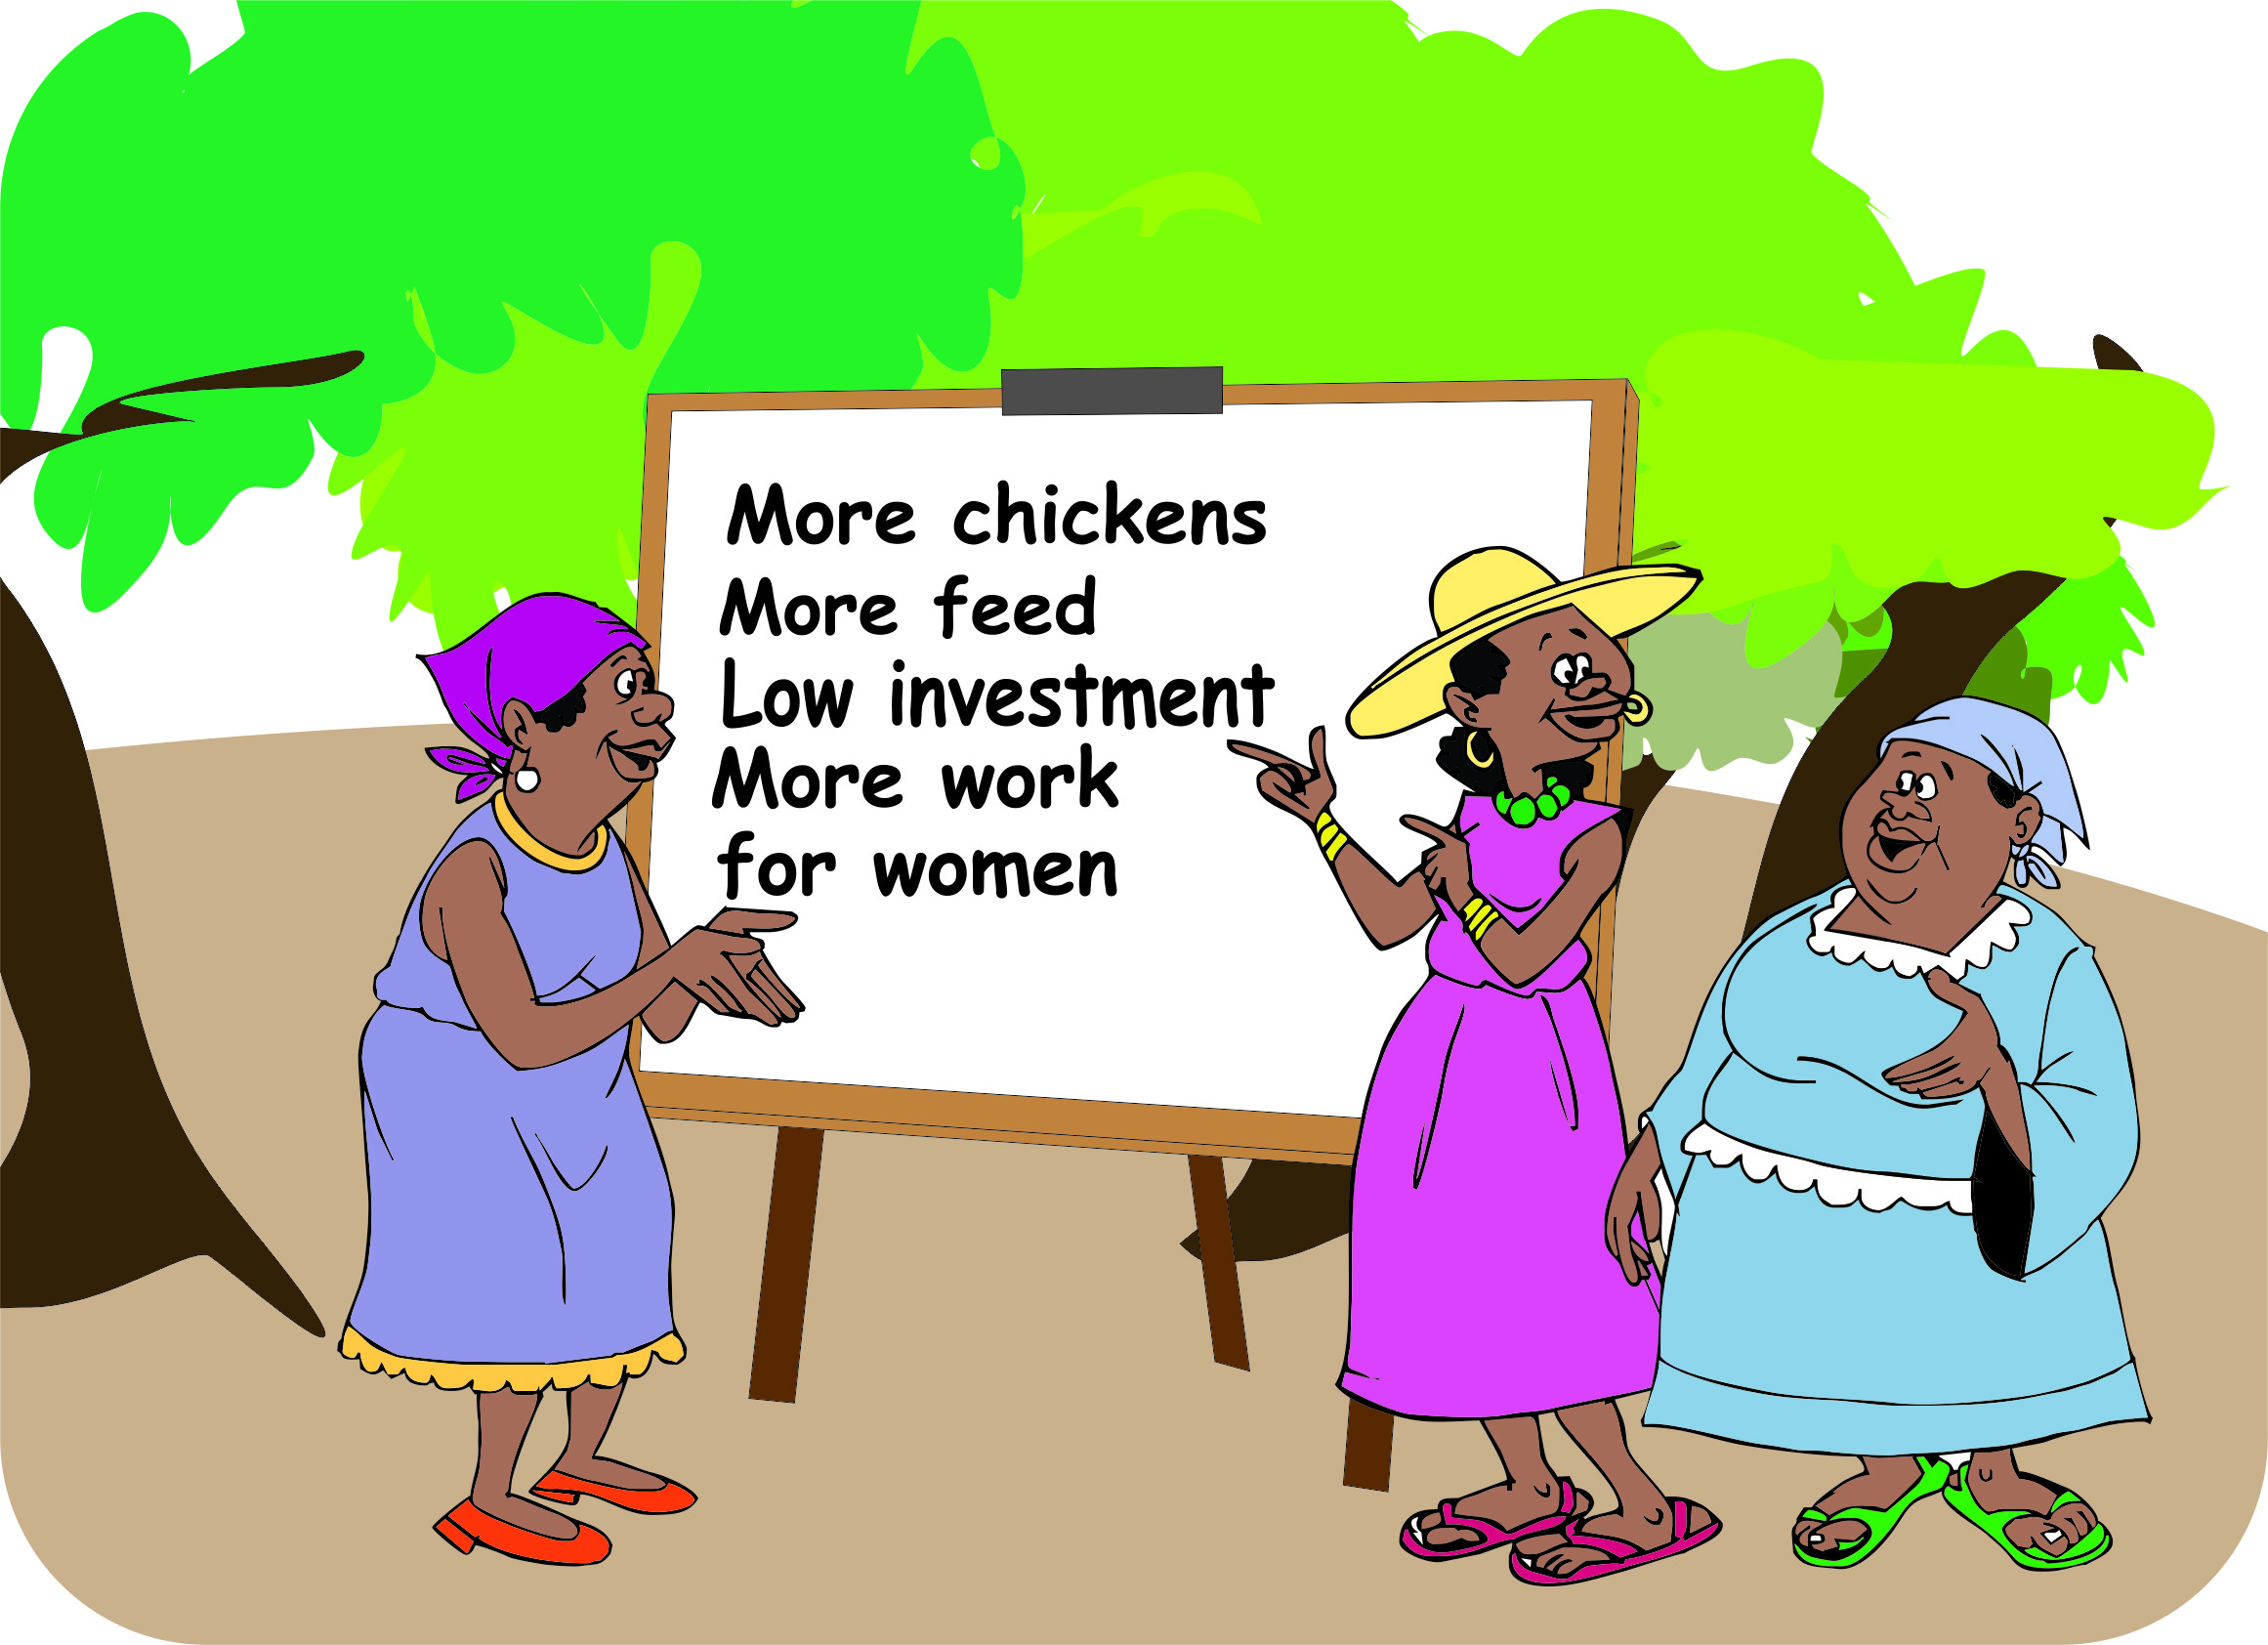 More chickens
More feed
Low investment
More work
for women